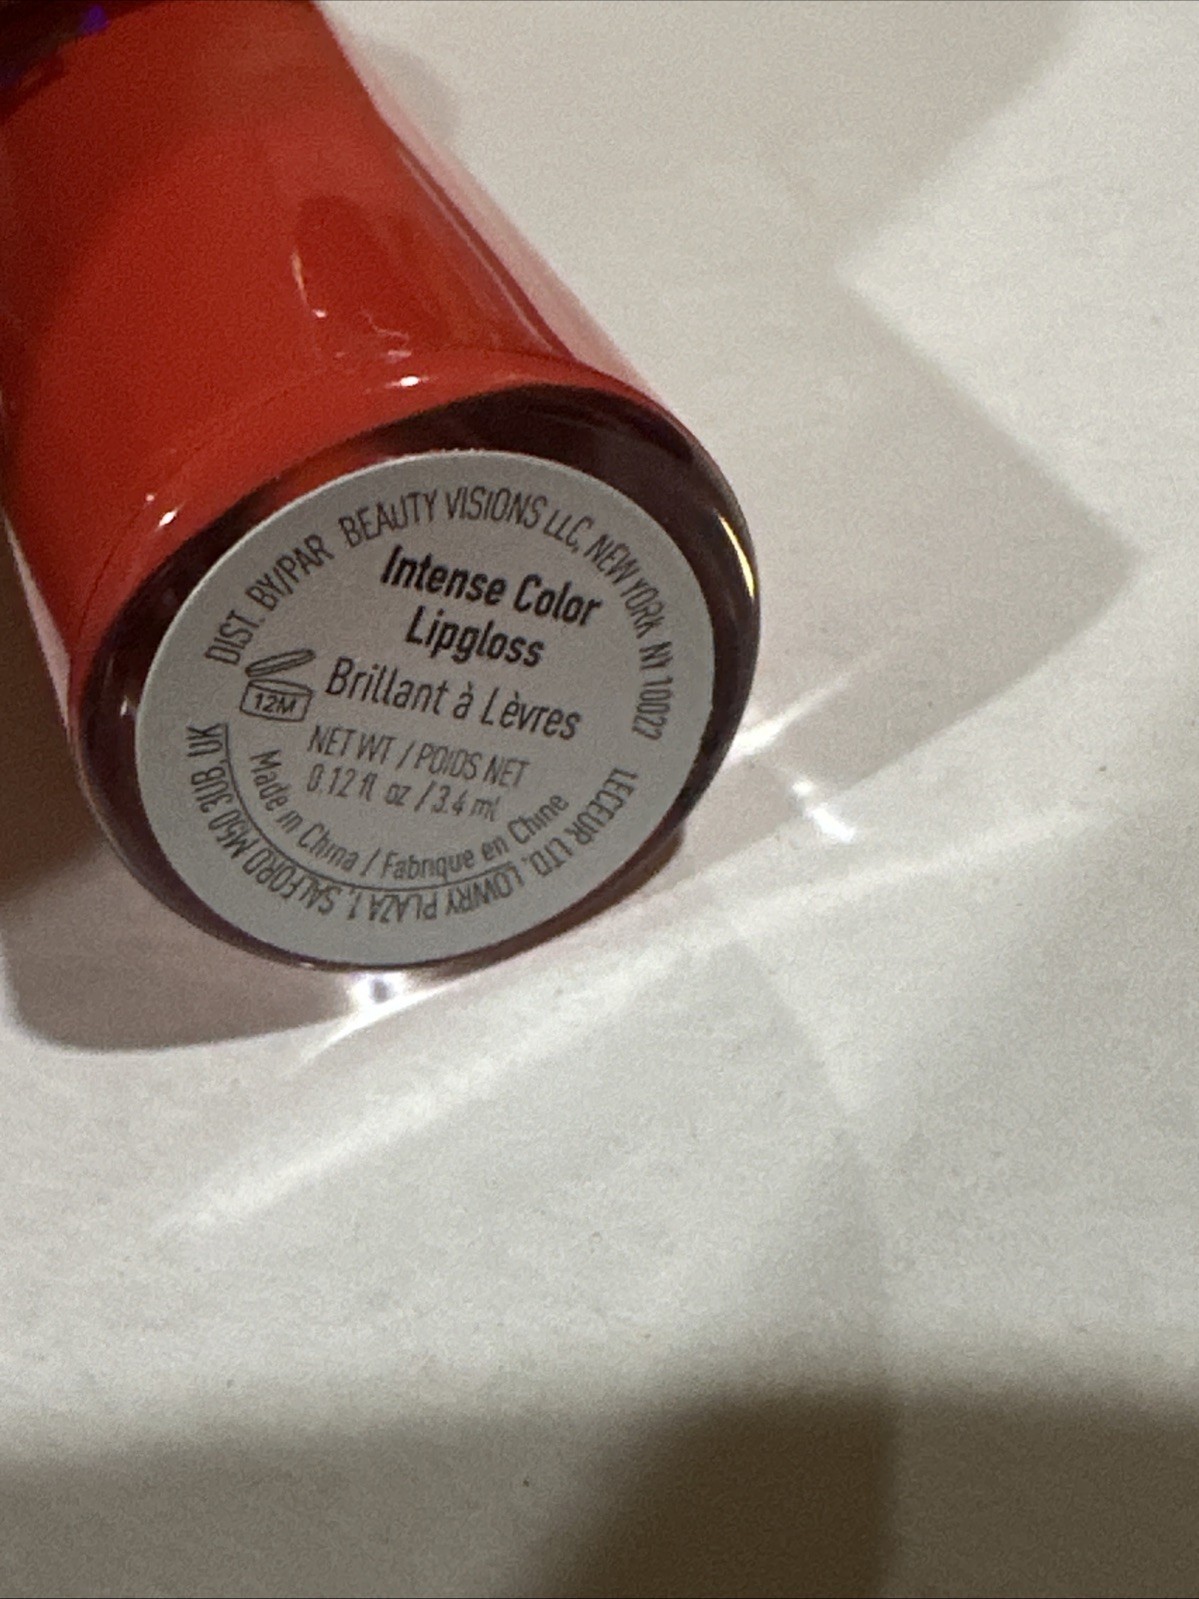 DIST. BY/PAR BEAUTY VISIONS LLC, NEW YORK NY 10022
Intense Color
Lipgloss
Brillant à Lèvres
12M
NET WT / POIDS NET
0.12 fl oz / 3.4 ml
Made in China / Fabriqué en Chine
LECEUR LTD. LOWRY PLAZA 1, SALFORD M50 3UB, UK